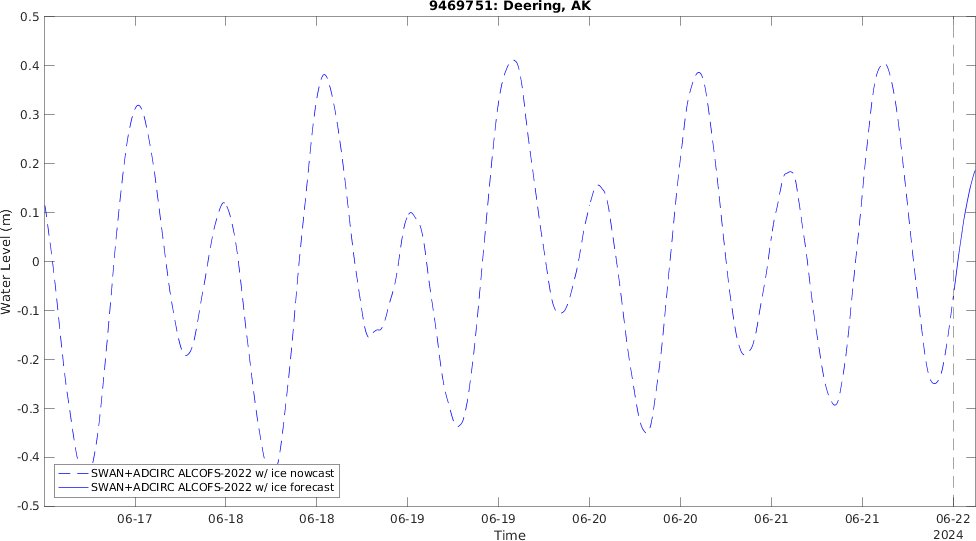 9469751: Deering, AK
Water Level (m)
0.5
0.4
0.3
0.2
0.1
0
-0.1
-0.2
-0.3
-0.4
-0.5
SWAN+ADCIRC ALCOFS-2022 w/ ice nowcast
SWAN+ADCIRC ALCOFS-2022 w/ ice forecast
06-17 06-18 06-18 06-19 06-19 06-20 06-20 06-21 06-21 06-22
2024
Time